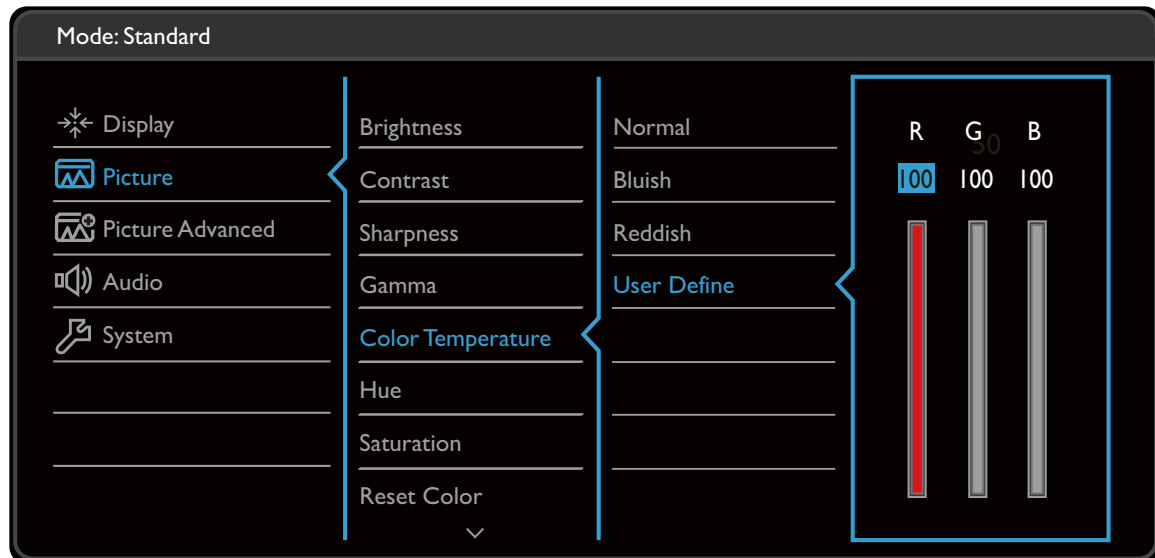 Mode: Standard
Display
Picture
Picture Advanced
Audio
System
Brightness
Contrast
Sharpness
Gamma
Color Temperature
Hue
Saturation
Reset Color
Normal
Bluish
Reddish
User Define
R G B
50
100 100 100